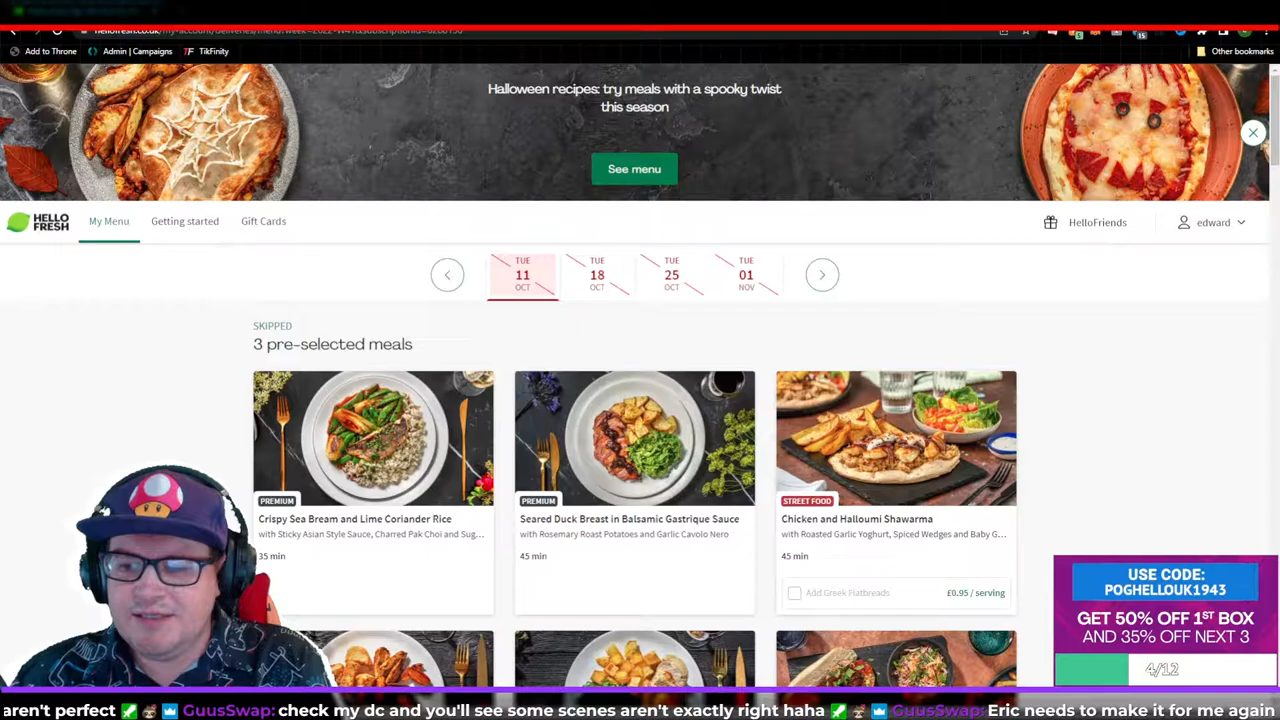 Add to Throne
Admin | Campaigns
TikFinity
Other bookmarks
Halloween recipes: try meals with a spooky twist
this season
See menu
HELLO
FRESH
My Menu
Getting started
Gift Cards
HelloFriends
edward
TUE
11
OCT
TUE
18
OCT
TUE
25
OCT
TUE
01
NOV
SKIPPED
3 pre-selected meals
PREMIUM
Crispy Sea Bream and Lime Coriander Rice
with Sticky Asian Style Sauce, Charred Pak Choi and Sug...
35 min
PREMIUM
Seared Duck Breast in Balsamic Gastrique Sauce
with Rosemary Roast Potatoes and Garlic Cavolo Nero
45 min
STREET FOOD
Chicken and Halloumi Shawarma
with Roasted Garlic Yoghurt, Spiced Wedges and Baby G...
45 min
Add Greek Flatbreads
£0.95 / serving
USE CODE:
POGHELLOUK1943
GET 50% OFF 1ST BOX
AND 35% OFF NEXT 3
4/12
aren't perfect GuusSwap: check my dc and you'll see some scenes aren't exactly right haha GuusSwap: Eric needs to make it for me again